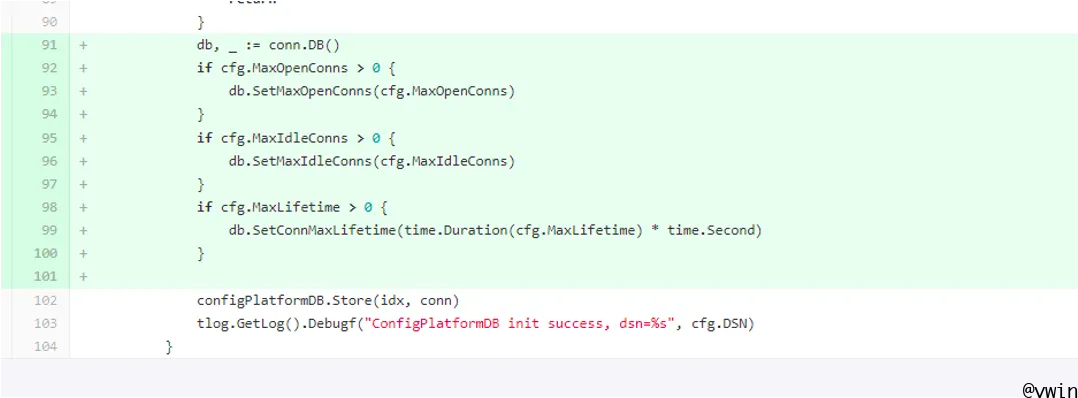 90 }
91 + db, _ := conn.DB()
92 + if cfg.MaxOpenConns > 0 {
93 + db.SetMaxOpenConns(cfg.MaxOpenConns)
94 + }
95 + if cfg.MaxIdleConns > 0 {
96 + db.SetMaxIdleConns(cfg.MaxIdleConns)
97 + }
98 + if cfg.MaxLifetime > 0 {
99 + db.SetConnMaxLifetime(time.Duration(cfg.MaxLifetime) * time.Second)
100 + }
101 +
102 configPlatformDB.Store(idx, conn)
103 tlog.GetLog().Debugf("ConfigPlatformDB init success, dsn=%s", cfg.DSN)
104 }
@vwin